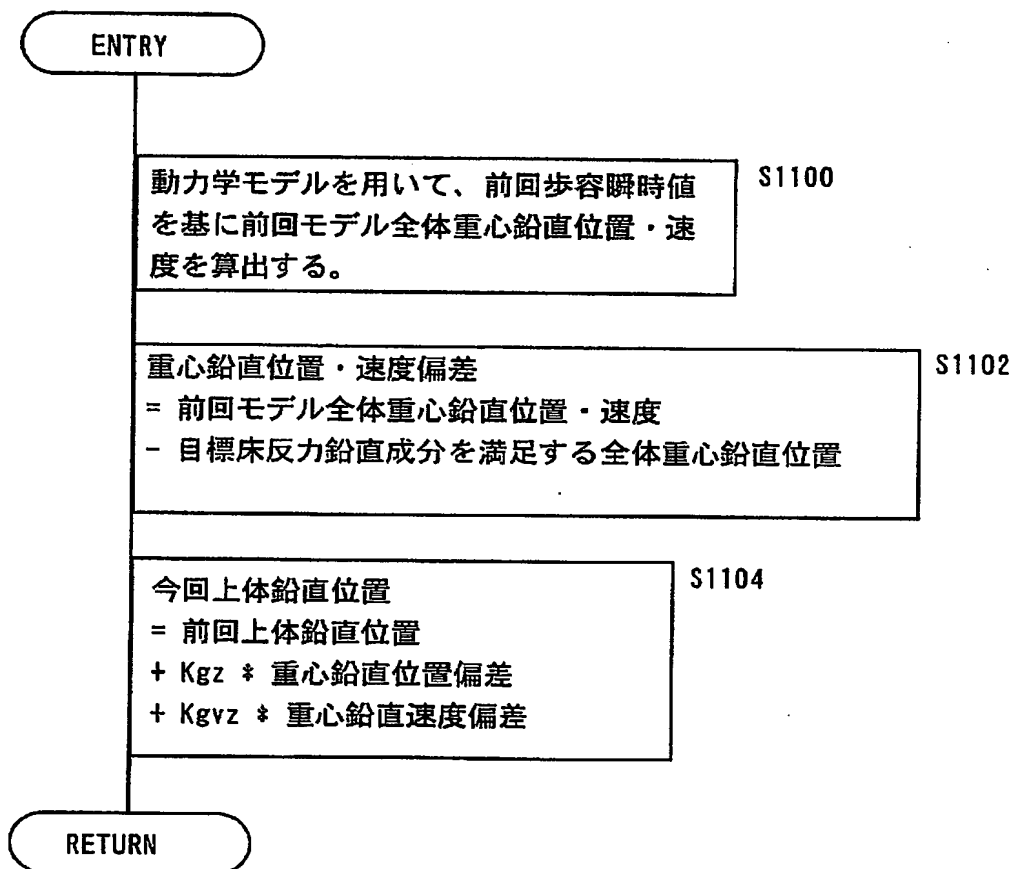 ENTRY
S1100
動力学モデルを用いて、前回歩容瞬時値
を基に前回モデル全体重心鉛直位置・速
度を算出する。
S1102
重心鉛直位置・速度偏差
= 前回モデル全体重心鉛直位置・速度
- 目標床反力鉛直成分を満足する全体重心鉛直位置
S1104
今回上体鉛直位置
= 前回上体鉛直位置
+ Kgz * 重心鉛直位置偏差
+ Kgvz * 重心鉛直速度偏差
RETURN